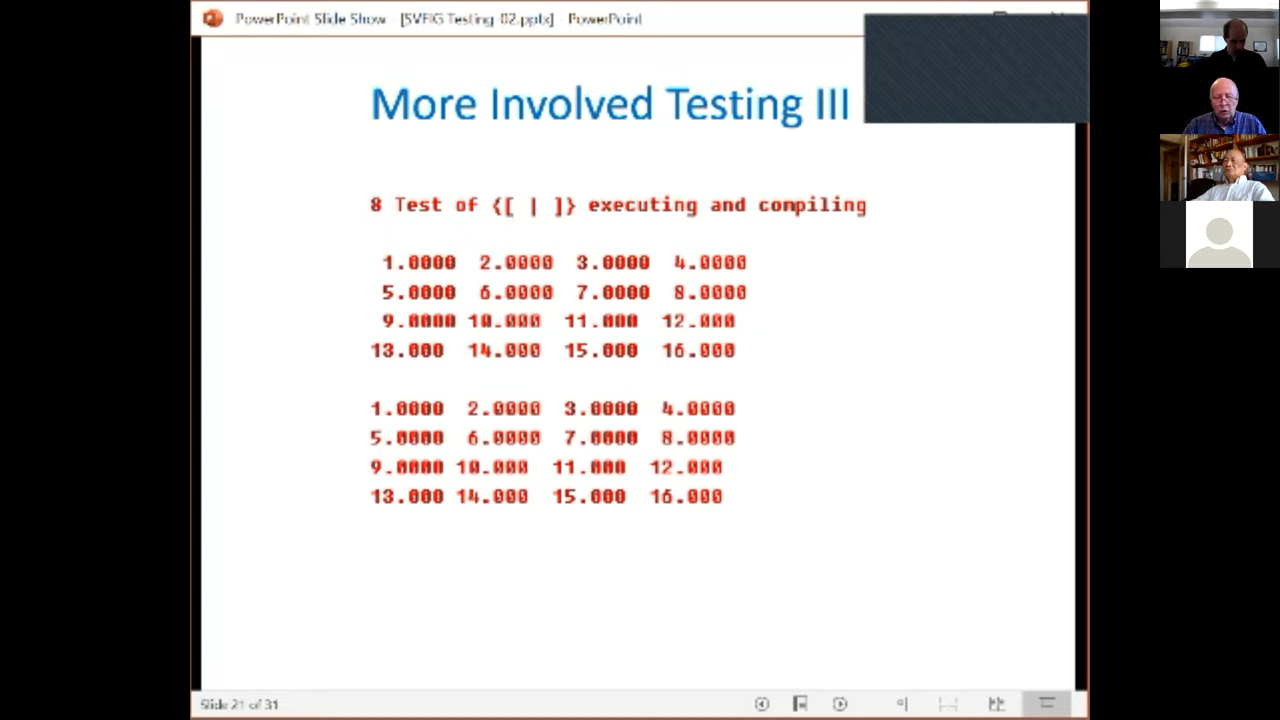 PowerPoint Slide Show - [SVFIG Testing 02.pptx] - PowerPoint
More Involved Testing III
8 Test of {[ | ]} executing and compiling
1.0000 2.0000 3.0000 4.0000
5.0000 6.0000 7.0000 8.0000
9.0000 10.000 11.000 12.000
13.000 14.000 15.000 16.000
1.0000 2.0000 3.0000 4.0000
5.0000 6.0000 7.0000 8.0000
9.0000 10.000 11.000 12.000
13.000 14.000 15.000 16.000
Slide 21 of 31